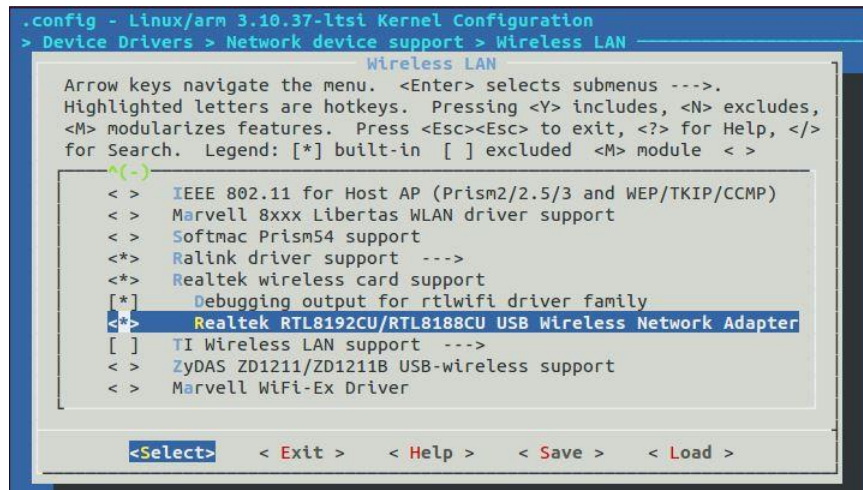 .config - Linux/arm 3.10.37-ltsi Kernel Configuration
> Device Drivers > Network device support > Wireless LAN
Wireless LAN
Arrow keys navigate the menu.  <Enter> selects submenus --->.
Highlighted letters are hotkeys.  Pressing <Y> includes, <N> excludes,
<M> modularizes features.  Press <Esc><Esc> to exit, <?> for Help, </>
for Search.  Legend: [*] built-in  [ ] excluded  <M> module  < >
^(-)
< >   IEEE 802.11 for Host AP (Prism2/2.5/3 and WEP/TKIP/CCMP)
< >   Marvell 8xxx Libertas WLAN driver support
< >   Softmac Prism54 support
<*>   Ralink driver support  --->
<*>   Realtek wireless card support
[*]     Debugging output for rtlwifi driver family
<*>     Realtek RTL8192CU/RTL8188CU USB Wireless Network Adapter
[ ]   TI Wireless LAN support  --->
< >   ZyDAS ZD1211/ZD1211B USB-wireless support
< >   Marvell WiFi-Ex Driver
<Select>    < Exit >    < Help >    < Save >    < Load >